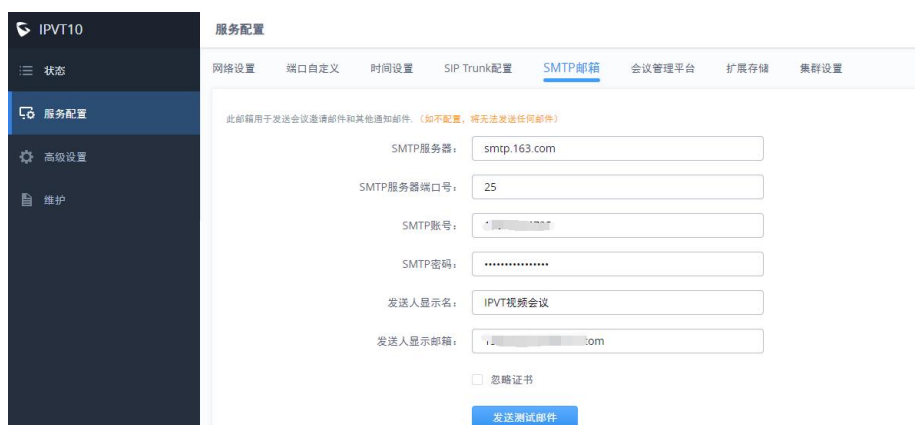 IPVT10
服务配置
状态
服务配置
高级设置
维护
网络设置 端口自定义 时间设置 SIP Trunk配置 SMTP邮箱 会议管理平台 扩展存储 集群设置
此邮箱用于发送会议邀请邮件和其他通知邮件.（如不配置，将无法发送任何邮件）
SMTP服务器： smtp.163.com
SMTP服务器端口号： 25
SMTP账号：
SMTP密码： ················
发送人显示名： IPVT视频会议
发送人显示邮箱：
忽略证书
发送测试邮件